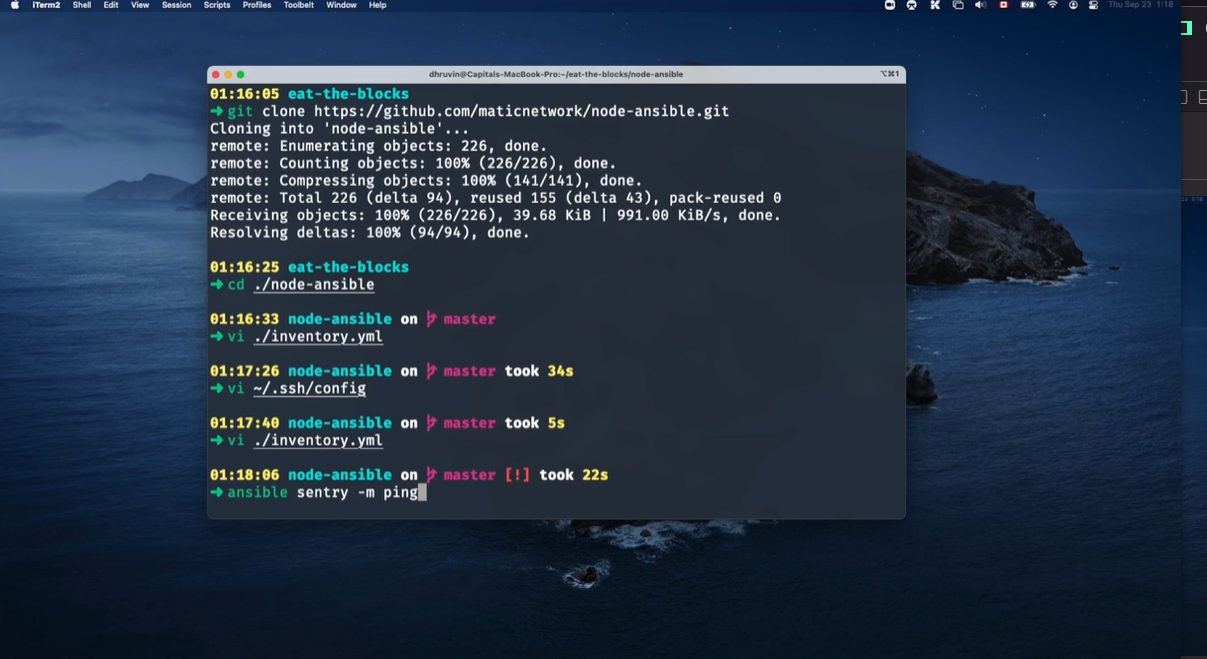 iTerm2 Shell Edit View Session Scripts Profiles Toolbelt Window Help
Thu Sep 23 1:18
dhruvin@Capitals-MacBook-Pro:~/eat-the-blocks/node-ansible
⌥⌘1
01:16:05 eat-the-blocks
➜ git clone https://github.com/maticnetwork/node-ansible.git
Cloning into 'node-ansible'...
remote: Enumerating objects: 226, done.
remote: Counting objects: 100% (226/226), done.
remote: Compressing objects: 100% (141/141), done.
remote: Total 226 (delta 94), reused 155 (delta 43), pack-reused 0
Receiving objects: 100% (226/226), 39.68 KiB | 991.00 KiB/s, done.
Resolving deltas: 100% (94/94), done.
01:16:25 eat-the-blocks
➜ cd ./node-ansible
01:16:33 node-ansible on master
➜ vi ./inventory.yml
01:17:26 node-ansible on master took 34s
➜ vi ~/.ssh/config
01:17:40 node-ansible on master took 5s
➜ vi ./inventory.yml
01:18:06 node-ansible on master [!] took 22s
➜ ansible sentry -m ping